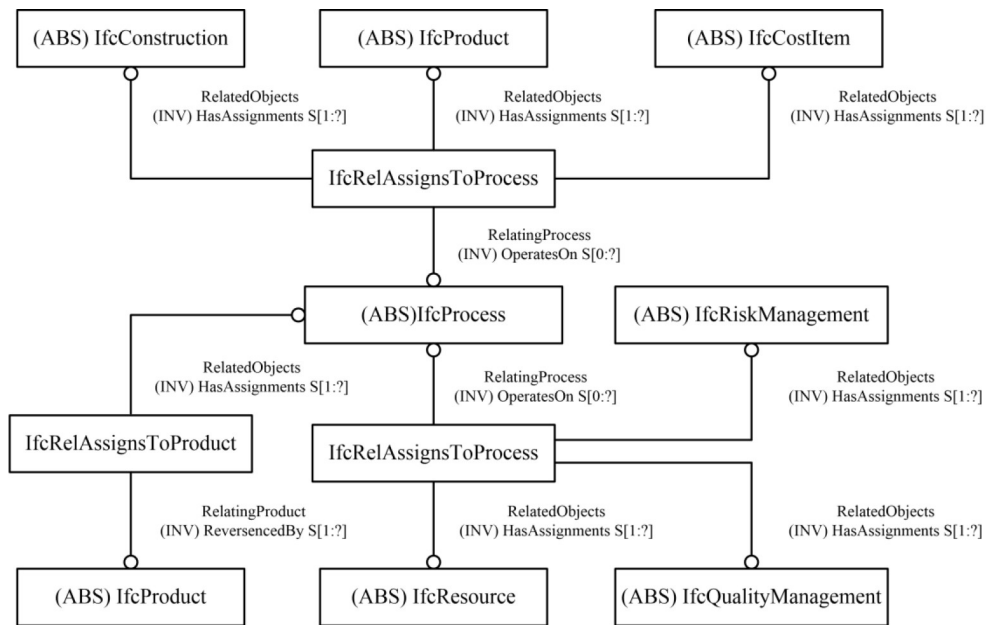 (ABS) IfcConstruction
(ABS) IfcProduct
(ABS) IfcCostItem
RelatedObjects
(INV) HasAssignments S[1:?]
RelatedObjects
(INV) HasAssignments S[1:?]
RelatedObjects
(INV) HasAssignments S[1:?]
IfcRelAssignsToProcess
RelatingProcess
(INV) OperatesOn S[0:?]
(ABS)IfcProcess
(ABS) IfcRiskManagement
RelatedObjects
(INV) HasAssignments S[1:?]
RelatingProcess
(INV) OperatesOn S[0:?]
RelatedObjects
(INV) HasAssignments S[1:?]
IfcRelAssignsToProduct
IfcRelAssignsToProcess
RelatingProduct
(INV) ReversencedBy S[1:?]
RelatedObjects
(INV) HasAssignments S[1:?]
RelatedObjects
(INV) HasAssignments S[1:?]
(ABS) IfcProduct
(ABS) IfcResource
(ABS) IfcQualityManagement